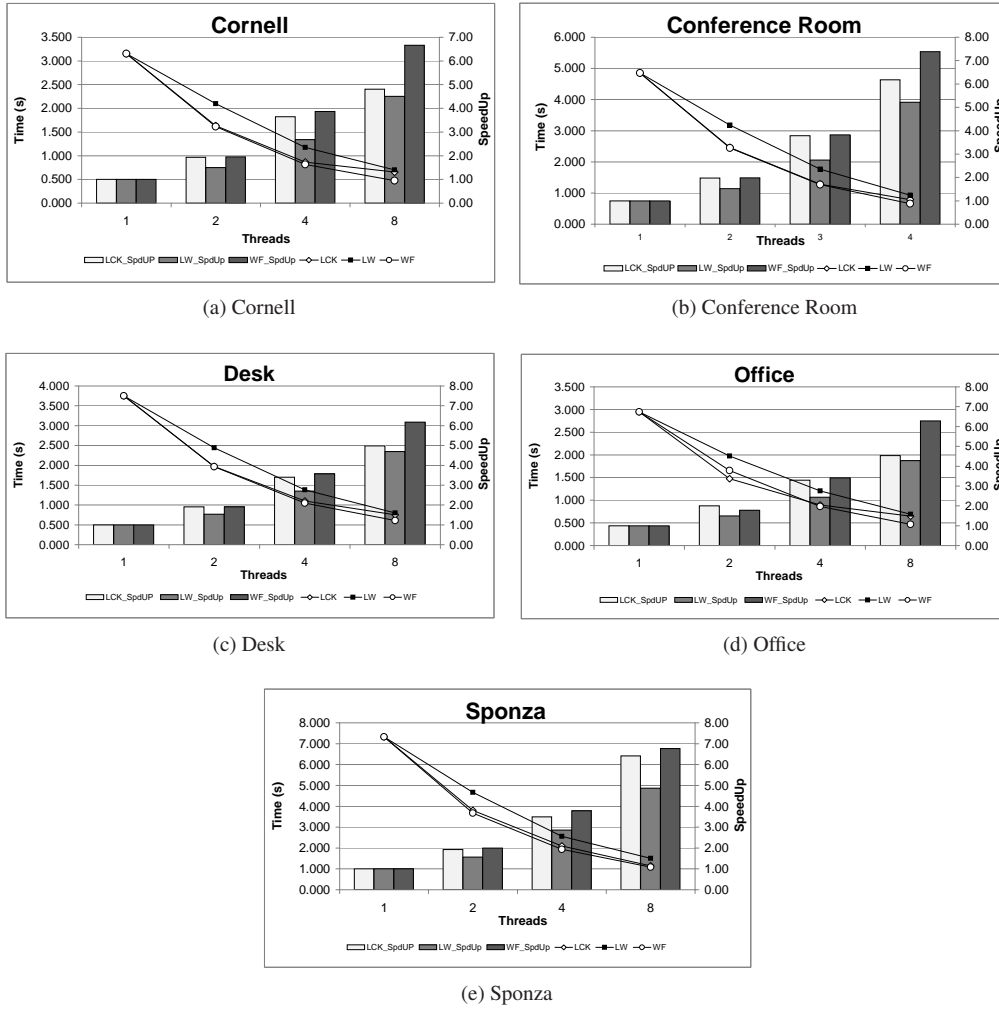 Cornell
3.500
3.000
2.500
2.000
1.500
1.000
0.500
0.000
Time (s)
7.00
6.00
5.00
4.00
3.00
2.00
1.00
0.00
SpeedUp
1 2 4 8
Threads
LCK_SpdUP LW_SpdUp WF_SpdUp LCK LW WF
(a) Cornell
Conference Room
6.000
5.000
4.000
3.000
2.000
1.000
0.000
Time (s)
8.00
7.00
6.00
5.00
4.00
3.00
2.00
1.00
0.00
SpeedUp
1 2 3 4
Threads
LCK_SpdUP LW_SpdUp WF_SpdUp LCK LW WF
(b) Conference Room
Desk
4.000
3.500
3.000
2.500
2.000
1.500
1.000
0.500
0.000
Time (s)
8.00
7.00
6.00
5.00
4.00
3.00
2.00
1.00
0.00
SpeedUp
1 2 4 8
Threads
LCK_SpdUP LW_SpdUp WF_SpdUp LCK LW WF
(c) Desk
Office
3.500
3.000
2.500
2.000
1.500
1.000
0.500
0.000
Time (s)
8.00
7.00
6.00
5.00
4.00
3.00
2.00
1.00
0.00
SpeedUp
1 2 4 8
Threads
LCK_SpdUP LW_SpdUp WF_SpdUp LCK LW WF
(d) Office
Sponza
8.000
7.000
6.000
5.000
4.000
3.000
2.000
1.000
0.000
Time (s)
8.00
7.00
6.00
5.00
4.00
3.00
2.00
1.00
0.00
SpeedUp
1 2 4 8
Threads
LCK_SpdUP LW_SpdUp WF_SpdUp LCK LW WF
(e) Sponza